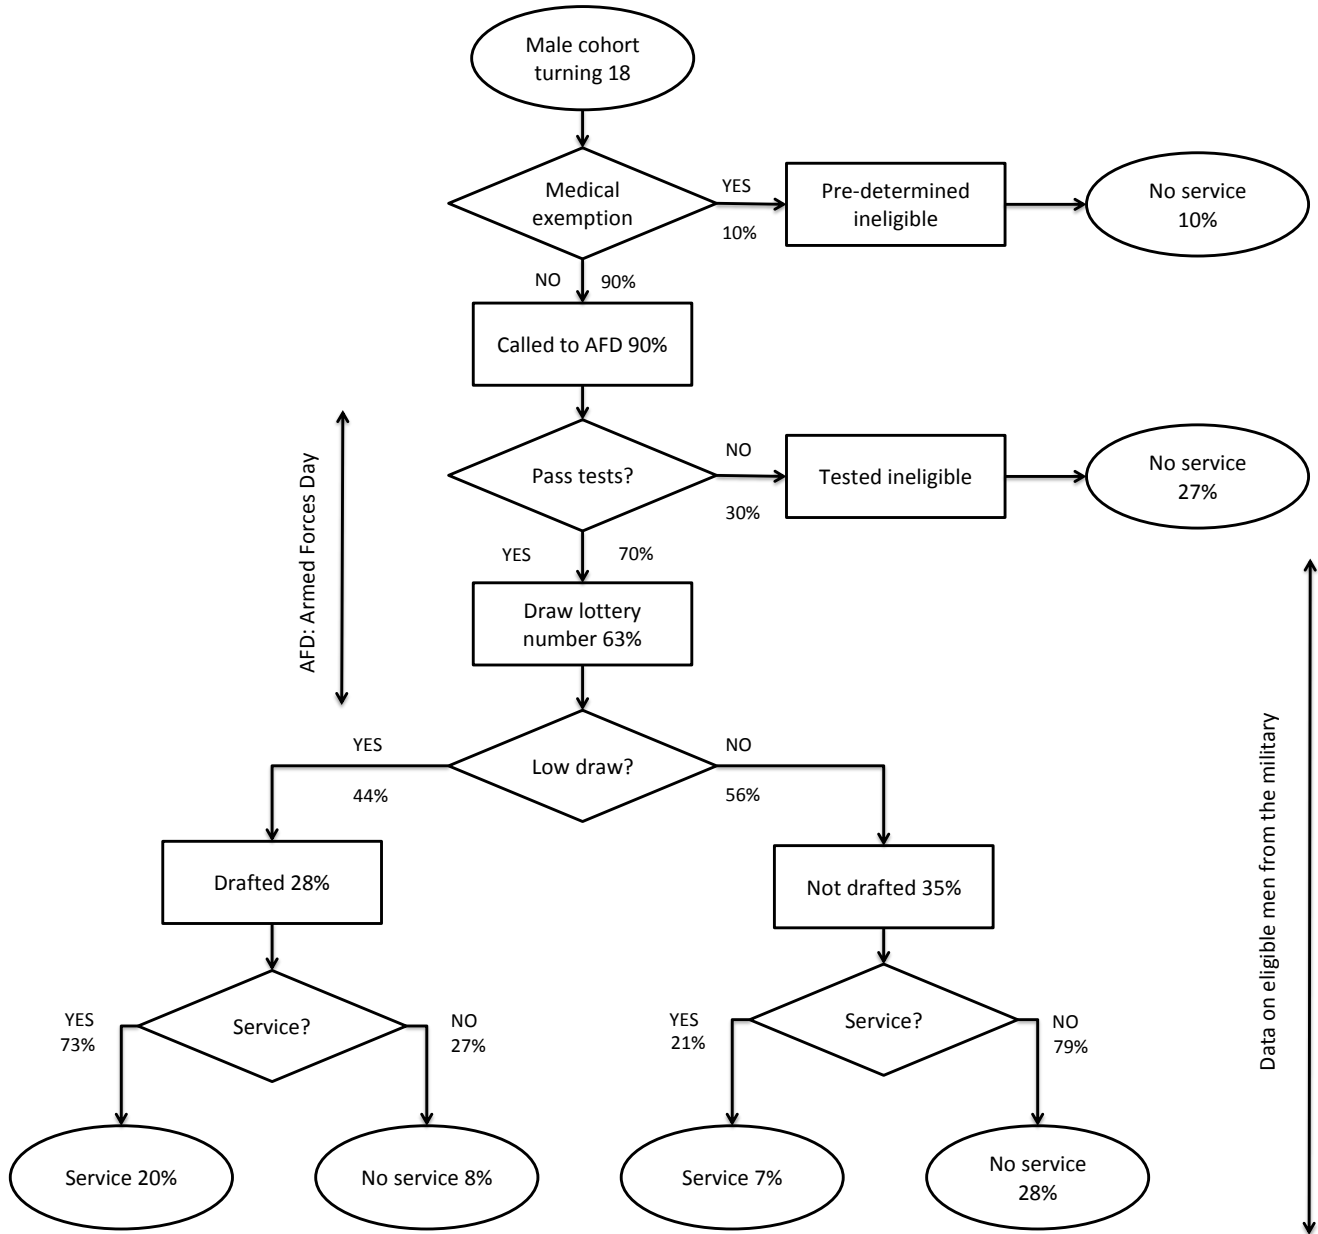 Male cohort
turning 18
Medical
exemption
YES
10%
Pre-determined
ineligible
No service
10%
NO 90%
Called to AFD 90%
Pass tests?
NO
30%
Tested ineligible
No service
27%
YES 70%
AFD: Armed Forces Day
Draw lottery
number 63%
Low draw?
YES
44%
NO
56%
Data on eligible men from the military
Drafted 28%
Not drafted 35%
Service?
YES
73%
NO
27%
Service?
YES
21%
NO
79%
Service 20%
No service 8%
Service 7%
No service
28%